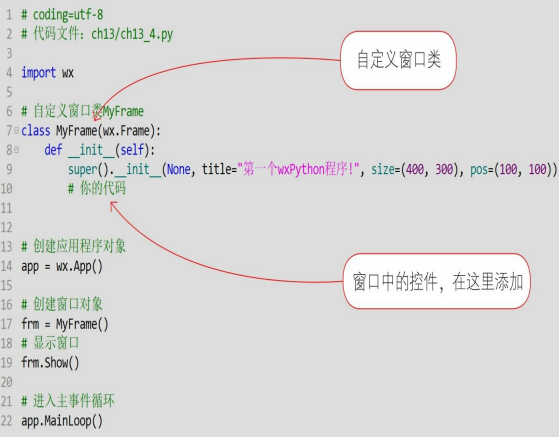 1 # coding=utf-8
2 # 代码文件: ch13/ch13_4.py
3
4 import wx
5
6 # 自定义窗口类MyFrame
7 class MyFrame(wx.Frame):
8 def __init__(self):
9 super().__init__(None, title="第一个wxPython程序!", size=(400, 300), pos=(100, 100))
10 # 你的代码
11
12
13 # 创建应用程序对象
14 app = wx.App()
15
16 # 创建窗口对象
17 frm = MyFrame()
18 # 显示窗口
19 frm.Show()
20
21 # 进入主事件循环
22 app.MainLoop()
自定义窗口类
窗口中的控件，在这里添加